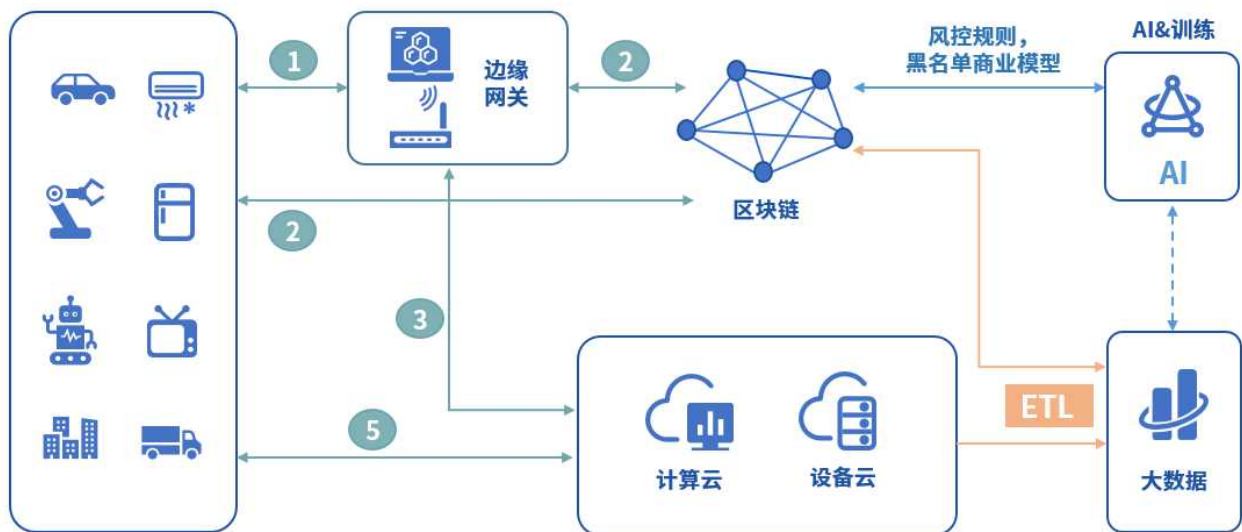 AI&训练
风控规则，
黑名单商业模型
1
边缘
网关
2
AI
区块链
2
3
ETL
5
计算云
设备云
大数据